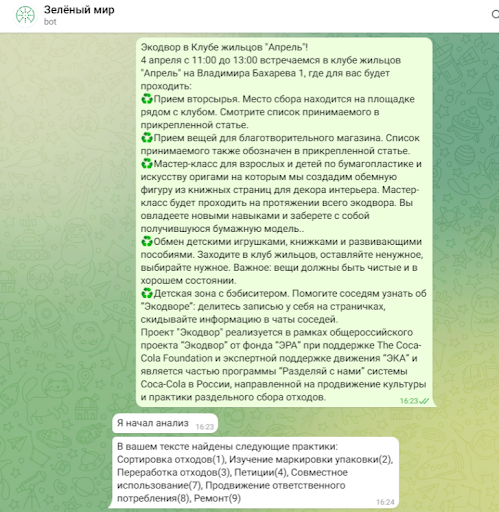 Зелёный мир
bot
Экодвор в Клубе жильцов "Апрель"!
4 апреля с 11:00 до 13:00 встречаемся в клубе жильцов
"Апрель" на Владимира Бахарева 1, где для вас будет
проходить:
♻️Прием вторсырья. Место сбора находится на площадке
рядом с клубом. Смотрите список принимаемого в
прикрепленной статье.
♻️Прием вещей для благотворительного магазина. Список
принимаемого также обозначен в прикрепленной статье.
♻️Мастер-класс для взрослых и детей по бумагопластике и
искусству оригами на котором мы создадим обемную
фигуру из книжных страниц для декора интерьера. Мастер-
класс будет проходить на протяжении всего экодвора. Вы
овладеете новыми навыками и заберете с собой
получившуюся бумажную модель..
♻️Обмен детскими игрушками, книжками и развивающими
пособиями. Заходите в клуб жильцов, оставляйте ненужное,
выбирайте нужное. Важное: вещи должны быть чистые и в
хорошем состоянии.
♻️Детская зона с бэбиситером. Помогите соседям узнать об
"Экодворе": делитесь записью у себя на страничках,
скидывайте информацию в чаты соседей.
Проект "Экодвор" реализуется в рамках общероссийского
проекта "Экодвор" от фонда "ЭРА" при поддержке The Coca-
Cola Foundation и экспертной поддержке движения "ЭКА" и
является частью программы "Разделяй с нами" системы
Coca-Cola в России, направленной на продвижение культуры
и практики раздельного сбора отходов.
16:23
Я начал анализ 16:23
В вашем тексте найдены следующие практики:
Сортировка отходов(1), Изучение маркировки упаковки(2),
Переработка отходов(3), Петиции(4), Совместное
использование(7), Продвижение ответственного
потребления(8), Ремонт(9)
16:24